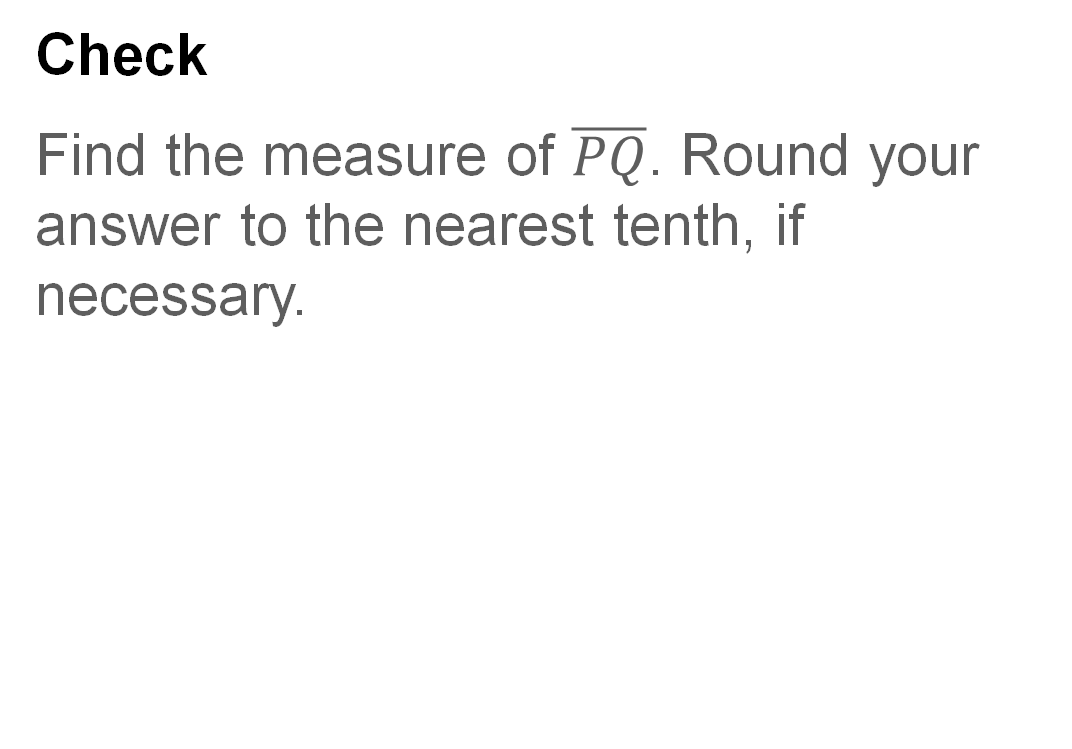 Check
Find the measure of $\overline{PQ}$. Round your
answer to the nearest tenth, if
necessary.